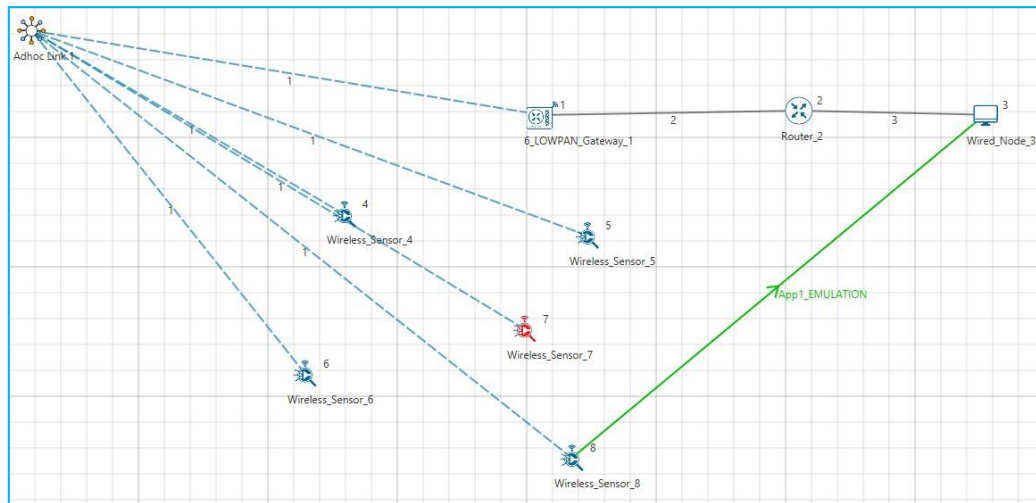 Adhoc Link 1
1
1
6_LOWPAN_Gateway_1
2
2
Router_2
3
3
Wired_Node_3
1
1
1
1
1
4
Wireless_Sensor_4
5
Wireless_Sensor_5
App1_EMULATION
7
Wireless_Sensor_7
6
Wireless_Sensor_6
8
Wireless_Sensor_8